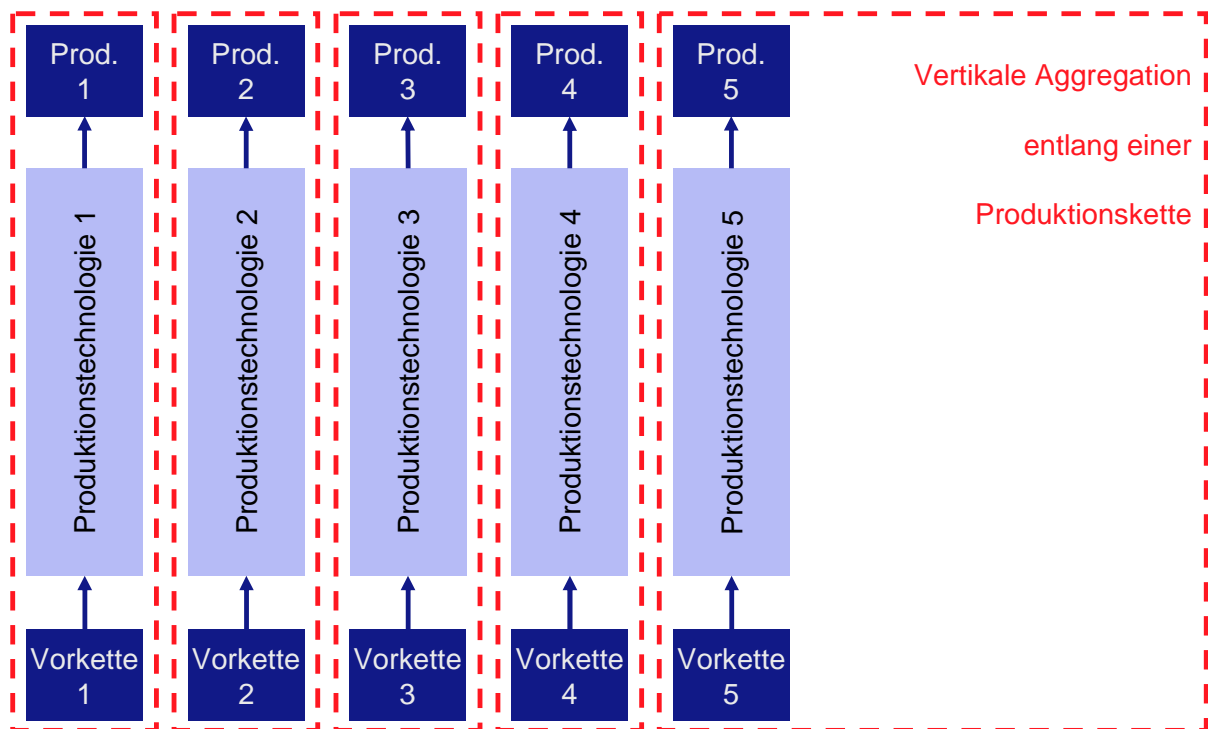 Prod.
1
Prod.
2
Prod.
3
Prod.
4
Prod.
5
Vertikale Aggregation
entlang einer
Produktionskette
Produktionstechnologie 1
Produktionstechnologie 2
Produktionstechnologie 3
Produktionstechnologie 4
Produktionstechnologie 5
Vorkette
1
Vorkette
2
Vorkette
3
Vorkette
4
Vorkette
5